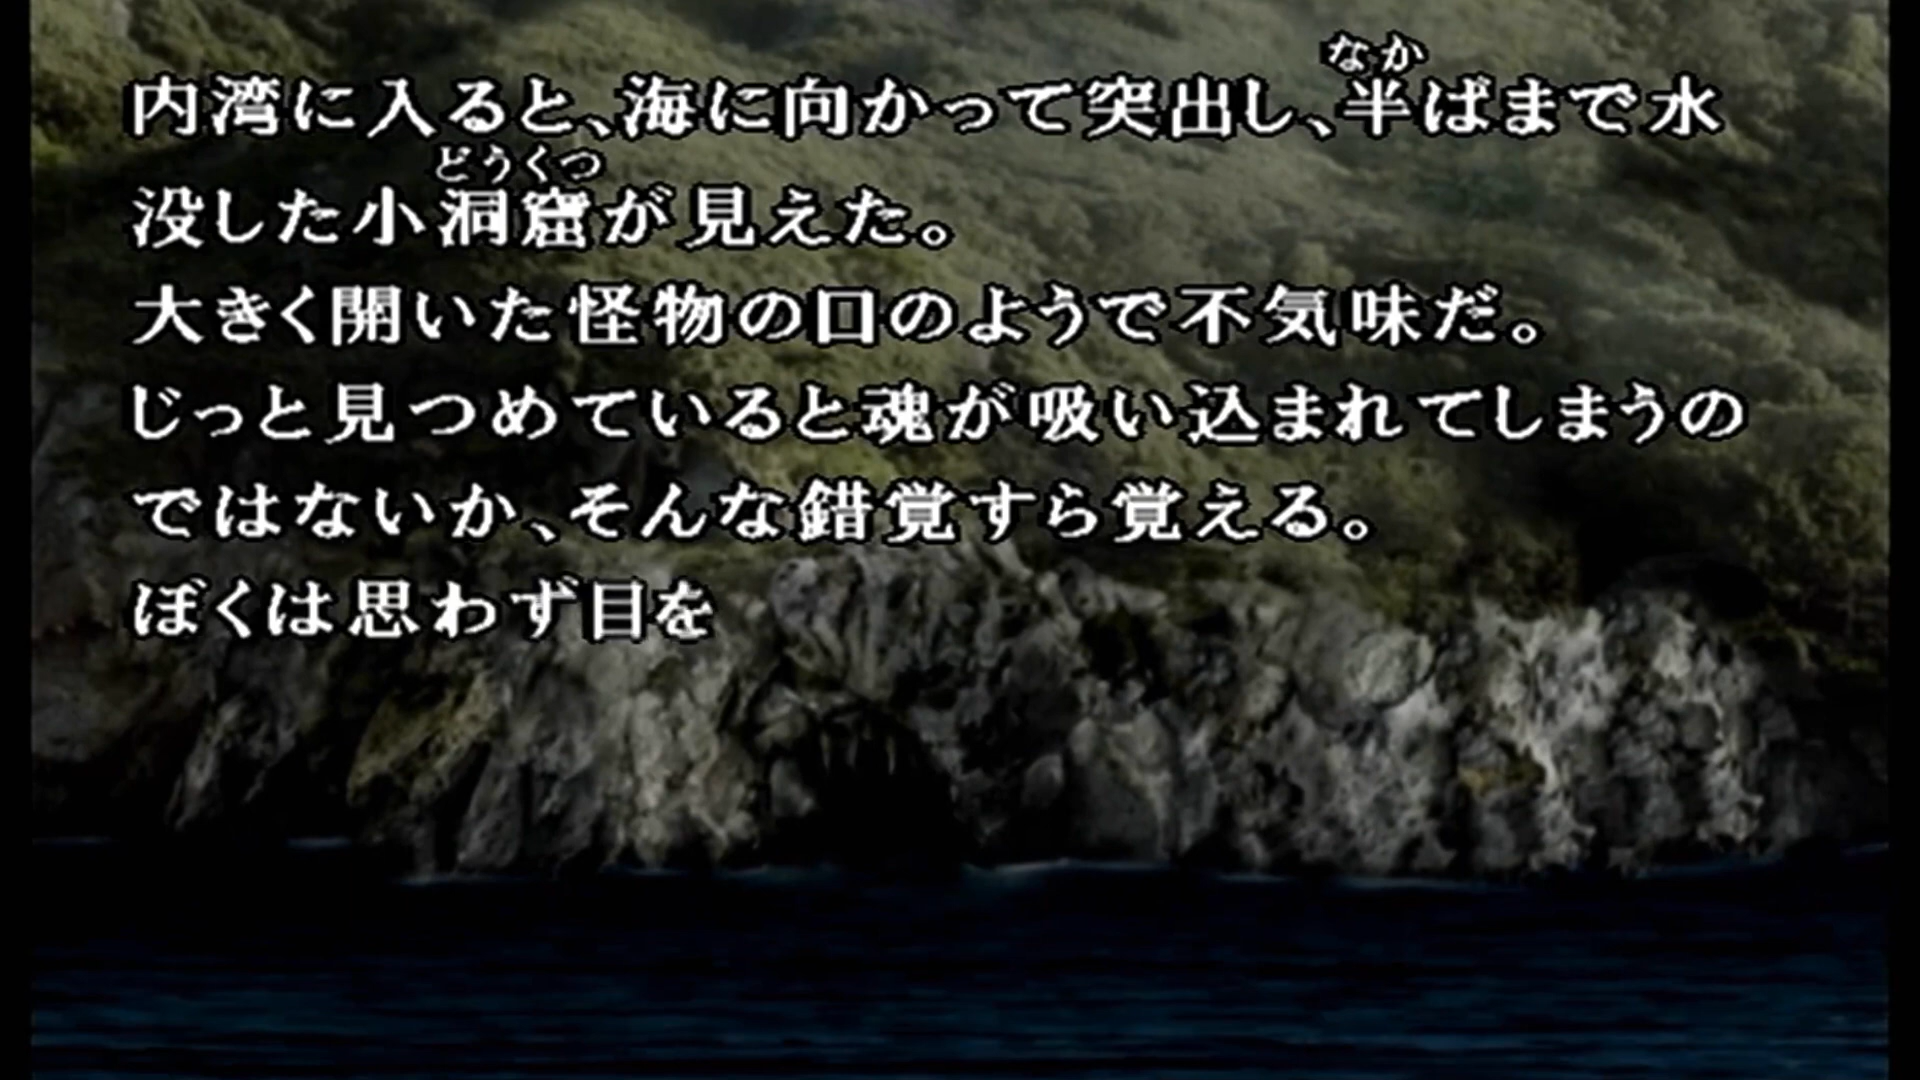 内湾に入ると、海に向かって突出し、半ばまで水
没した小洞窟が見えた。
大きく開いた怪物の口のようで不気味だ。
じっと見つめていると魂が吸い込まれてしまうの
ではないか、そんな錯覚すら覚える。
ぼくは思わず目を